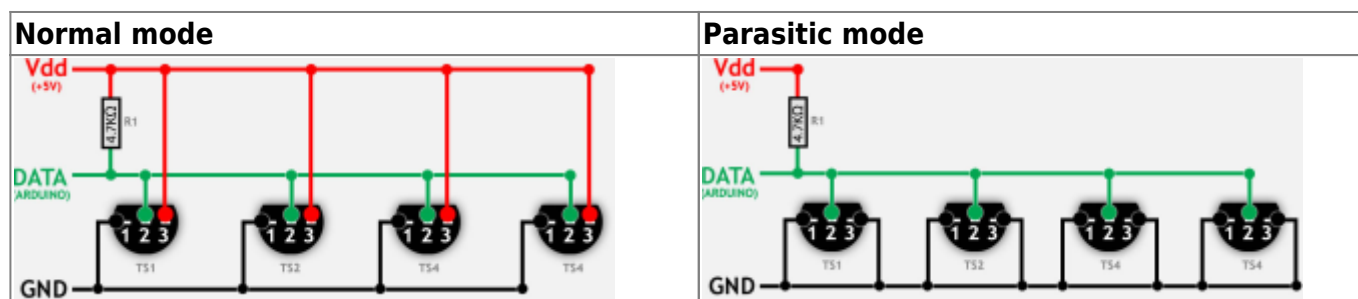 Normal mode
Vdd
(+5V)
4.7KΩ
R1
DATA
(ARDUINO)
1 2 3
1 2 3
1 2 3
1 2 3
TS1
TS2
TS4
TS4
GND
Parasitic mode
Vdd
(+5V)
4.7KΩ
R1
DATA
(ARDUINO)
1 2 3
1 2 3
1 2 3
1 2 3
TS1
TS2
TS4
TS4
GND